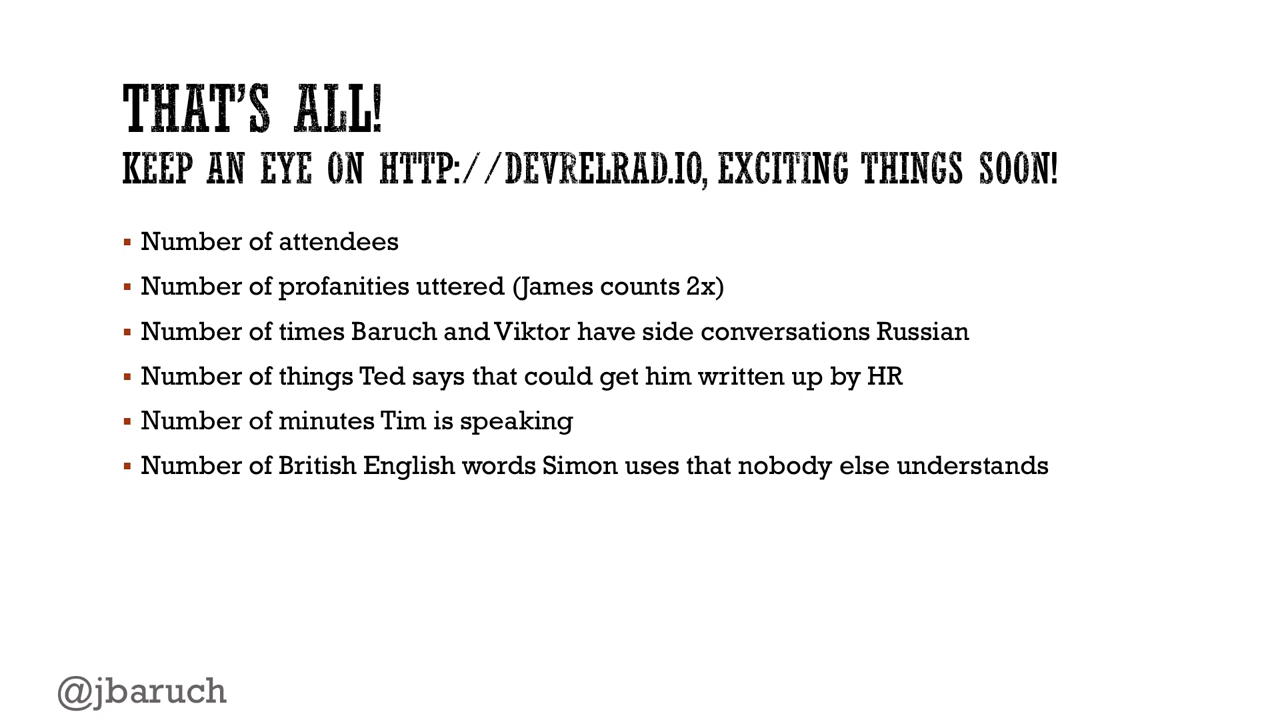 THAT'S ALL!
KEEP AN EYE ON HTTP://DEVRELRAD.IO, EXCITING THINGS SOON!
▪ Number of attendees
▪ Number of profanities uttered (James counts 2x)
▪ Number of times Baruch and Viktor have side conversations Russian
▪ Number of things Ted says that could get him written up by HR
▪ Number of minutes Tim is speaking
▪ Number of British English words Simon uses that nobody else understands
@jbaruch